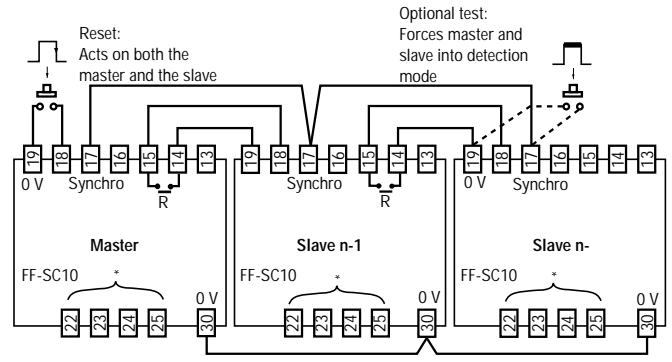 Reset:
Acts on both the
master and the slave
Optional test:
Forces master and
slave into detection
mode
19 18 17 16 15 14 13
19 18 17 16 15 14 13
19 18 17 16 15 14 13
0 V Synchro R
Synchro R
0 V Synchro
Master
Slave n-1
Slave n-
FF-SC10 *
FF-SC10 *
FF-SC10 *
0 V
0 V
0 V
22 23 24 25 30
22 23 24 25 30
22 23 24 25 30